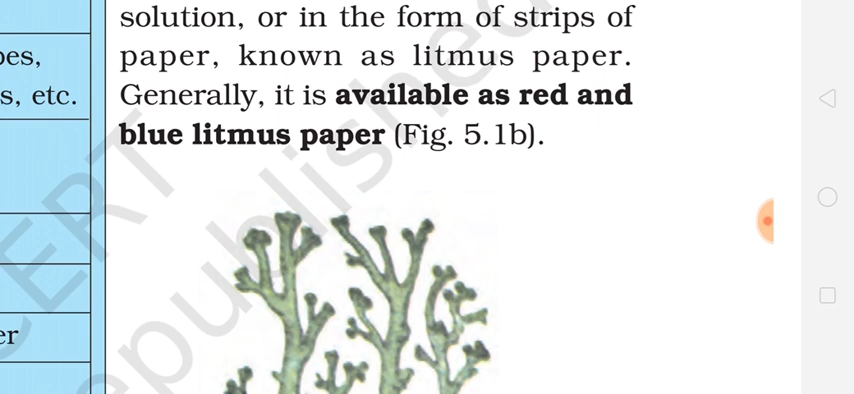 solution, or in the form of strips of
paper, known as litmus paper.
Generally, it is available as red and
blue litmus paper (Fig. 5.1b).
s, etc.
er
republished